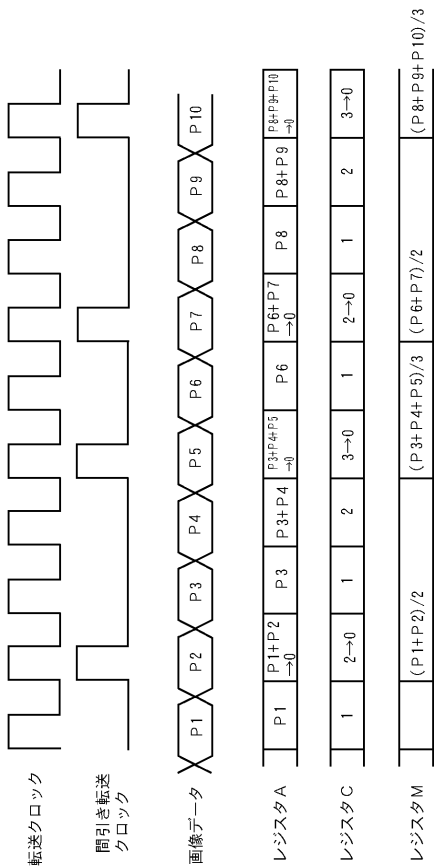 転送クロック
間引き転送
クロック
画像データ
P1
P2
P3
P4
P5
P6
P7
P8
P9
P10
レジスタA
P1
P1+P2
→0
P3
P3+P4
P3+P4+P5
→0
P6
P6+P7
→0
P8
P8+P9
P8+P9+P10
→0
レジスタC
1
2→0
1
2
3→0
1
2→0
1
2
3→0
レジスタM
(P1+P2)/2
(P3+P4+P5)/3
(P6+P7)/2
(P8+P9+P10)/3